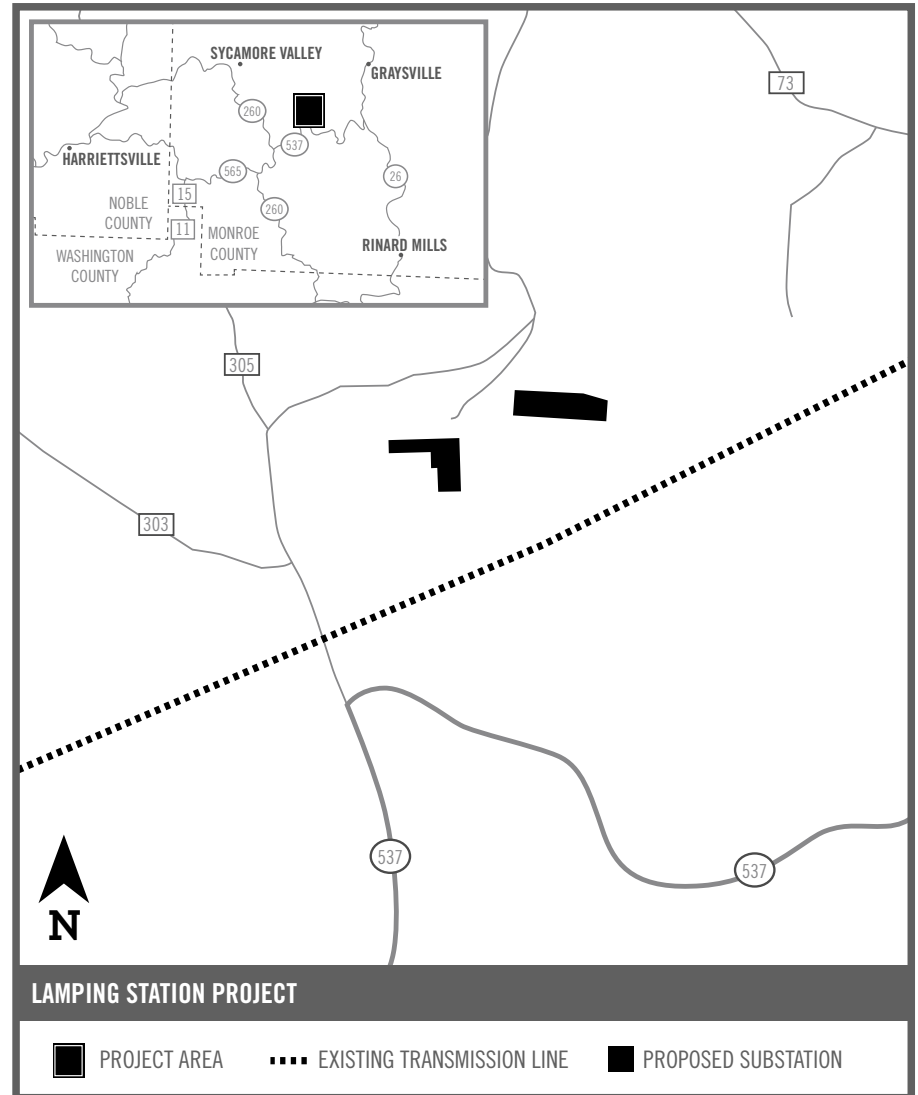 SYCAMORE VALLEY
GRAYSVILLE
260
537
HARRIETTSVILLE
565
26
15
NOBLE
COUNTY
260
11
MONROE
COUNTY
RINARD MILLS
WASHINGTON
COUNTY
73
305
303
537
537
N
LAMPING STATION PROJECT
PROJECT AREA
EXISTING TRANSMISSION LINE
PROPOSED SUBSTATION